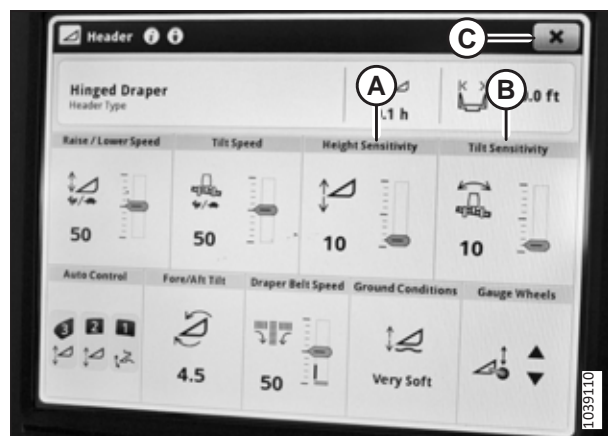 Header
C
Hinged Draper
Header Type
A
.1 h
B
.0 ft
Raise / Lower Speed
Tilt Speed
Height Sensitivity
Tilt Sensitivity
50
50
10
10
Auto Control
Fore/Aft Tilt
Draper Belt Speed
Ground Conditions
Gauge Wheels
3 2 1
4.5
50
Very Soft
1039110